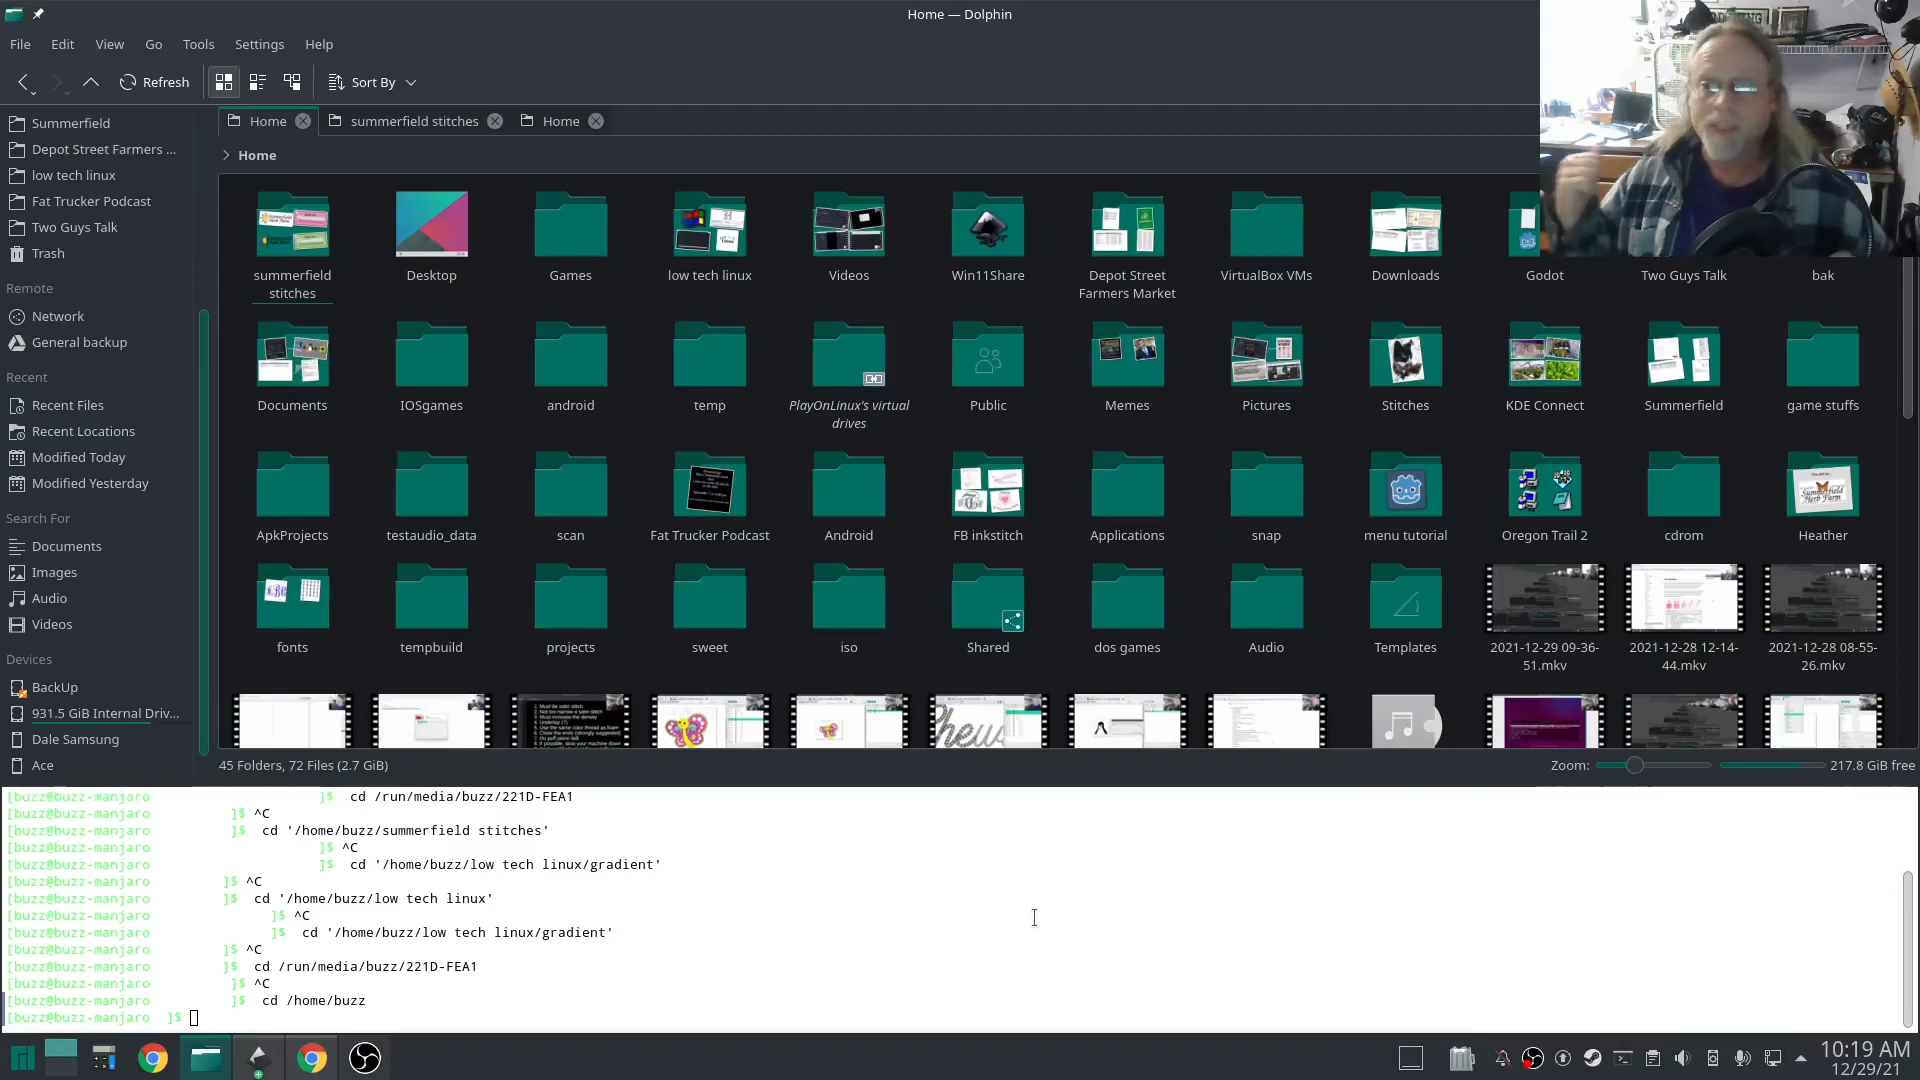 Home — Dolphin
File Edit View Go Tools Settings Help
Refresh Sort By
Summerfield
Depot Street Farmers ...
low tech linux
Fat Trucker Podcast
Two Guys Talk
Trash
Remote
Network
General backup
Recent
Recent Files
Recent Locations
Modified Today
Modified Yesterday
Search For
Documents
Images
Audio
Videos
Devices
BackUp
931.5 GiB Internal Driv...
Dale Samsung
Ace
Home summerfield stitches Home
Home
summerfield stitches
Desktop
Games
low tech linux
Videos
Win11Share
Depot Street Farmers Market
VirtualBox VMs
Downloads
Godot
Two Guys Talk
bak
Documents
IOSgames
android
temp
PlayOnLinux's virtual drives
Public
Memes
Pictures
Stitches
KDE Connect
Summerfield
game stuffs
ApkProjects
testaudio_data
scan
Fat Trucker Podcast
Android
FB inkstitch
Applications
snap
menu tutorial
Oregon Trail 2
cdrom
Heather
fonts
tempbuild
projects
sweet
iso
Shared
dos games
Audio
Templates
2021-12-29 09-36-51.mkv
2021-12-28 12-14-44.mkv
2021-12-28 08-55-26.mkv
45 Folders, 72 Files (2.7 GiB)
Zoom: 217.8 GiB free
[buzz@buzz-manjaro ]$ cd /run/media/buzz/221D-FEA1
[buzz@buzz-manjaro ]$ ^C
[buzz@buzz-manjaro ]$ cd '/home/buzz/summerfield stitches'
[buzz@buzz-manjaro ]$ ^C
[buzz@buzz-manjaro ]$ cd '/home/buzz/low tech linux/gradient'
[buzz@buzz-manjaro ]$ ^C
[buzz@buzz-manjaro ]$ cd '/home/buzz/low tech linux'
[buzz@buzz-manjaro ]$ ^C
[buzz@buzz-manjaro ]$ cd '/home/buzz/low tech linux/gradient'
[buzz@buzz-manjaro ]$ ^C
[buzz@buzz-manjaro ]$ cd /run/media/buzz/221D-FEA1
[buzz@buzz-manjaro ]$ ^C
[buzz@buzz-manjaro ]$ cd /home/buzz
[buzz@buzz-manjaro ]$
10:19 AM
12/29/21